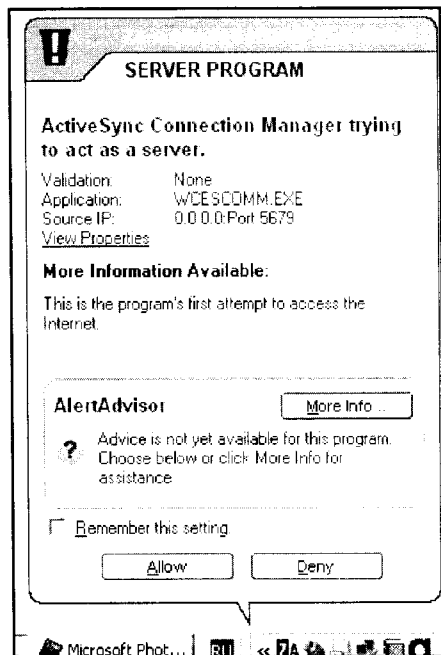 SERVER PROGRAM
ActiveSync Connection Manager trying
to act as a server.
Validation: None
Application: WCESCOMM.EXE
Source IP: 0.0.0.0:Port 5679
View Properties
More Information Available:
This is the program's first attempt to access the
Internet.
AlertAdvisor
More Info ...
Advice is not yet available for this program.
Choose below or click More Info for
assistance
Remember this setting.
Allow Deny
Microsoft Phot... RU « ZA